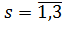 s = \overline{1,3}